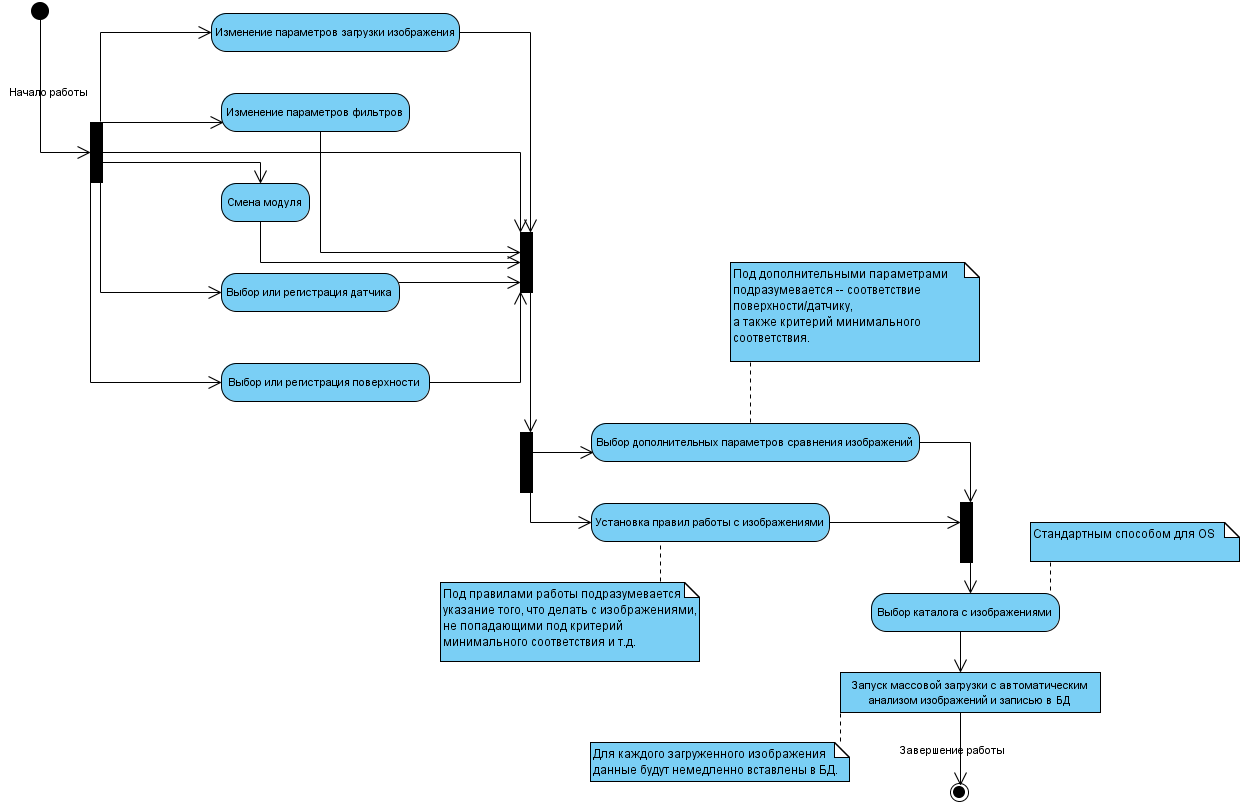 Изменение параметров загрузки изображения
Начало работы
Изменение параметров фильтров
Смена модуля
Выбор или регистрация датчика
Выбор или регистрация поверхности
Под дополнительными параметрами
подразумевается -- соответствие
поверхности/датчику,
а также критерий минимального
соответствия.
Выбор дополнительных параметров сравнения изображений
Установка правил работы с изображениями
Стандартным способом для OS
Под правилами работы подразумевается
указание того, что делать с изображениями,
не попадающими под критерий
минимального соответствия и т.д.
Выбор каталога с изображениями
Запуск массовой загрузки с автоматическим
анализом изображений и записью в БД
Для каждого загруженного изображения
данные будут немедленно вставлены в БД.
Завершение работы